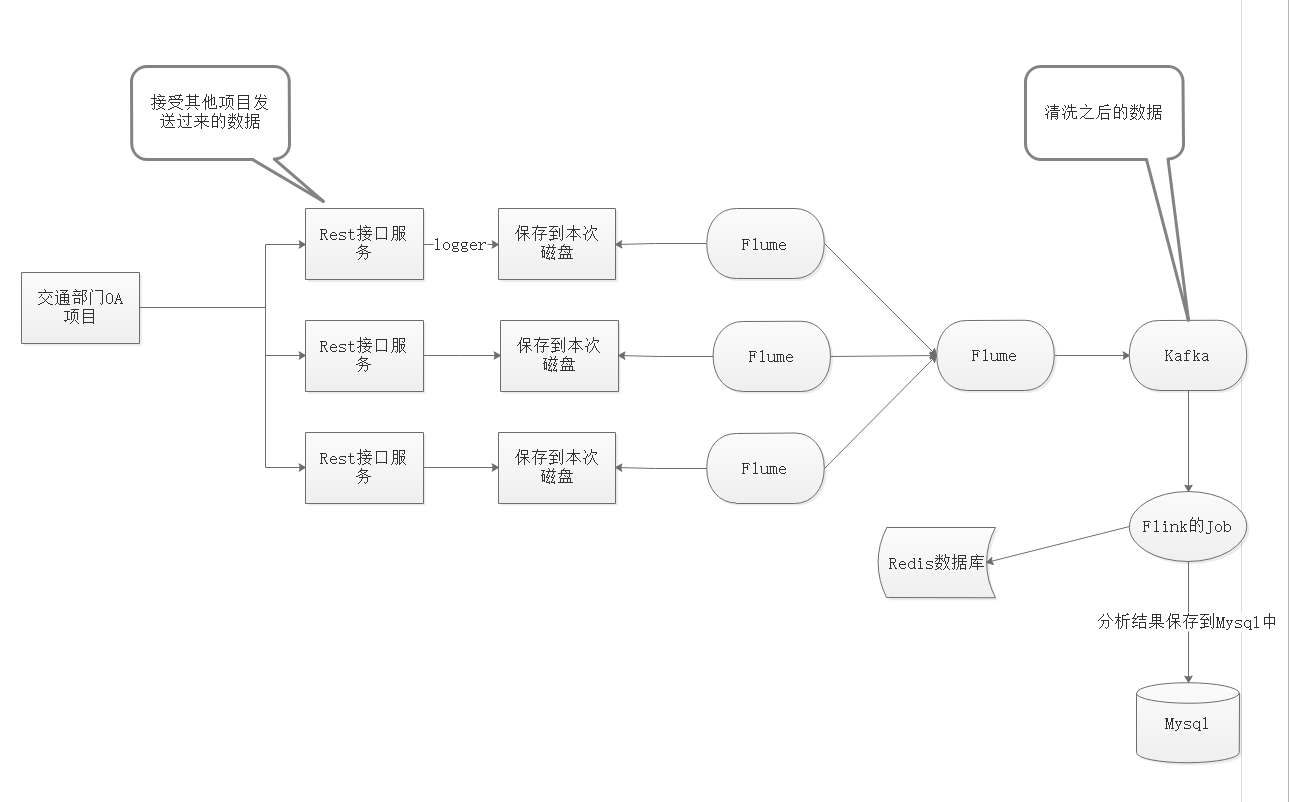 接受其他项目发
送过来的数据
清洗之后的数据
交通部门OA
项目
Rest接口服
务
logger
保存到本次
磁盘
Flume
Rest接口服
务
保存到本次
磁盘
Flume
Flume
Kafka
Rest接口服
务
保存到本次
磁盘
Flume
Flink的Job
Redis数据库
分析结果保存到Mysql中
Mysql